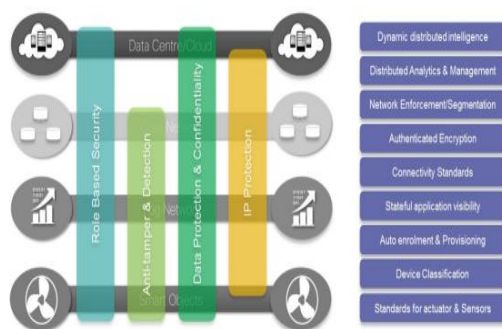 Data Centre/Cloud
Role Based Security
Anti-tamper & Detection
Data Protection & Confidentiality
IP Protection
Smart Objects
Dynamic distributed intelligence
Distributed Analytics & Management
Network Enforcement/Segmentation
Authenticated Encryption
Connectivity Standards
Stateful application visibility
Auto enrolment & Provisioning
Device Classification
Standards for actuator & Sensors